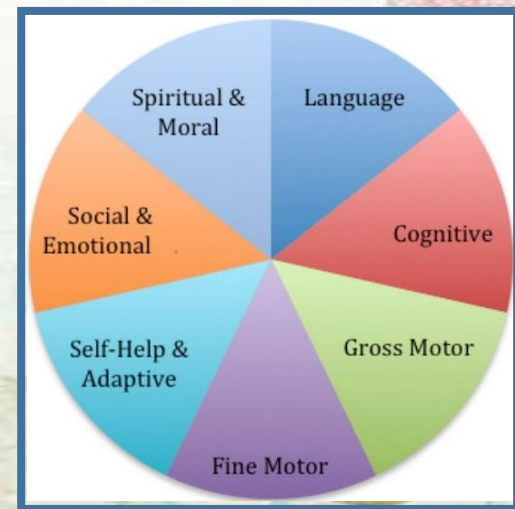 Spiritual &
Moral
Language
Social &
Emotional
Cognitive
Self-Help &
Adaptive
Gross Motor
Fine Motor